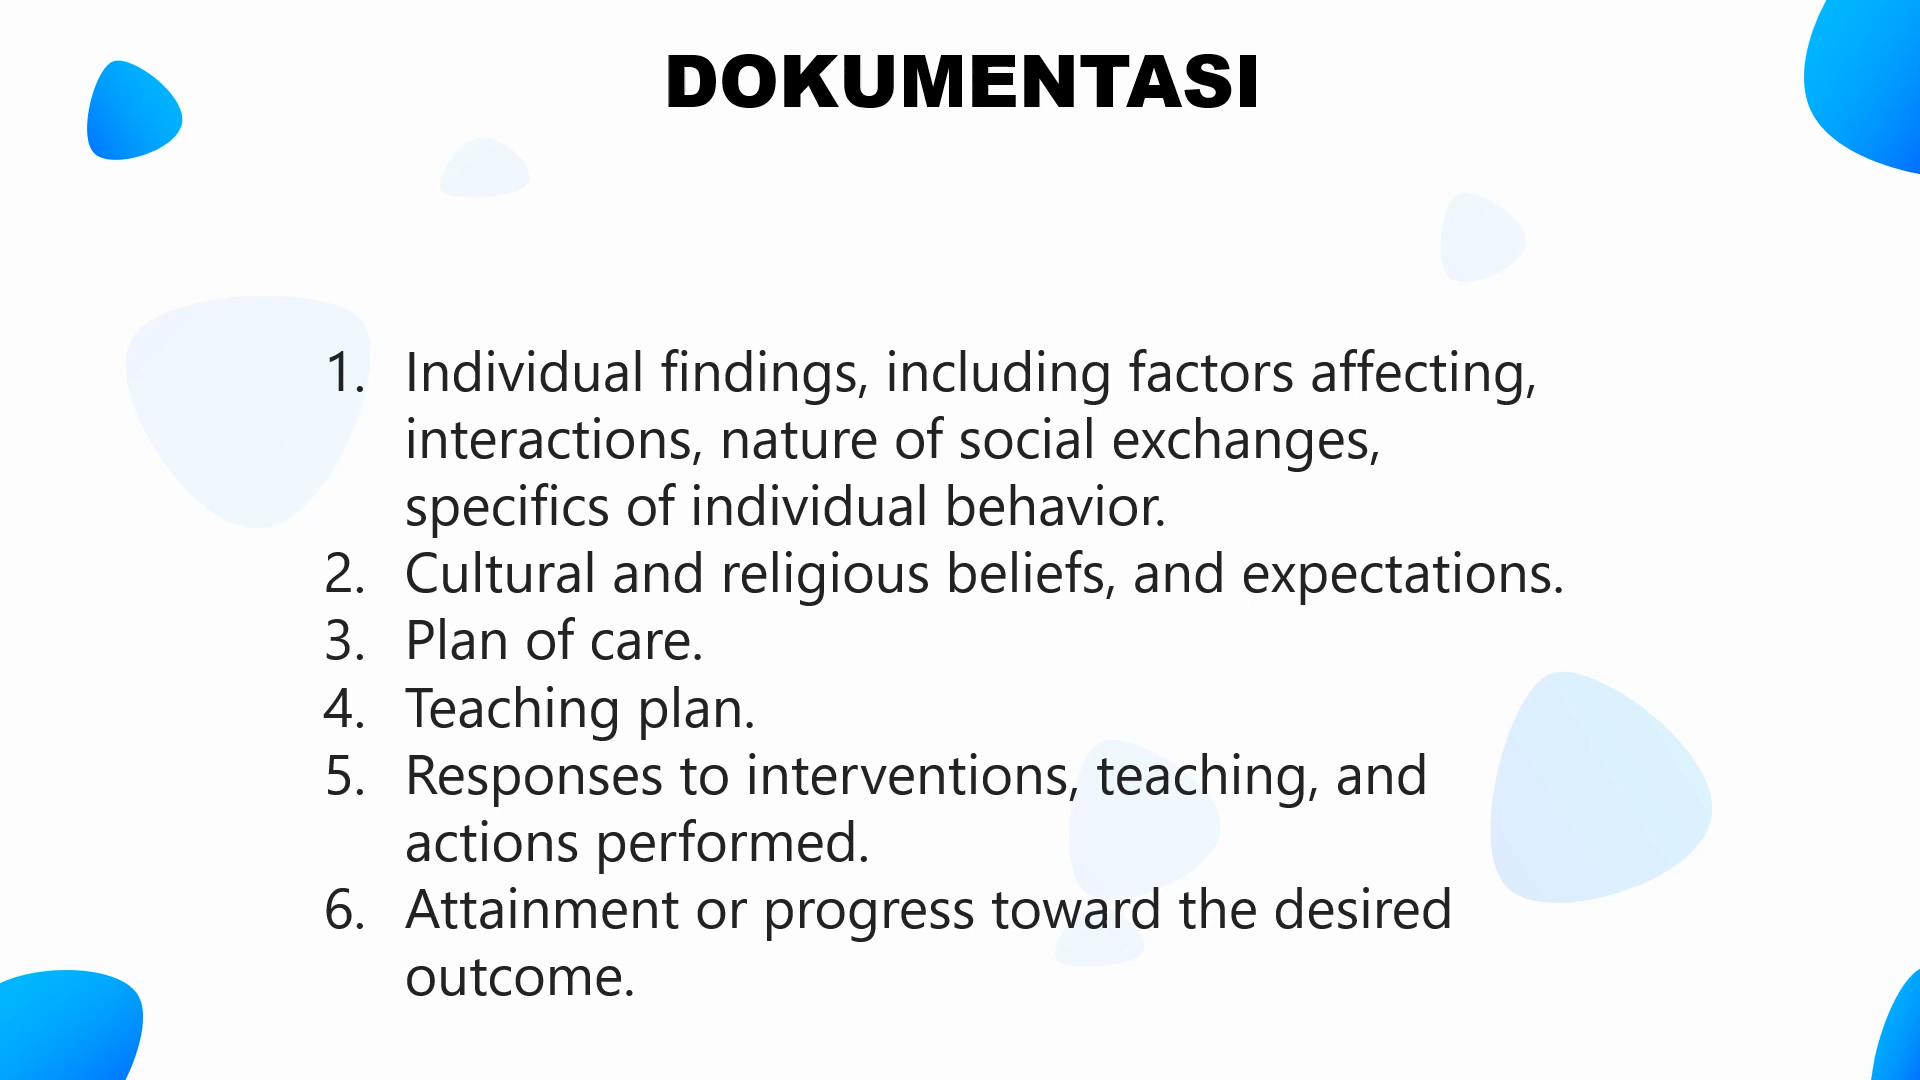 DOKUMENTASI
1. Individual findings, including factors affecting,
interactions, nature of social exchanges,
specifics of individual behavior.
2. Cultural and religious beliefs, and expectations.
3. Plan of care.
4. Teaching plan.
5. Responses to interventions, teaching, and
actions performed.
6. Attainment or progress toward the desired
outcome.